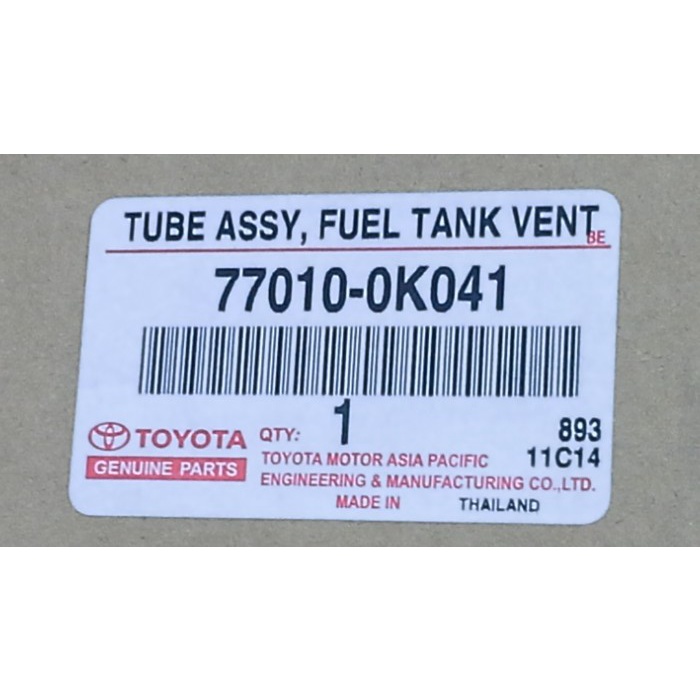 TUBE ASSY, FUEL TANK VENT
BE
77010-0K041
TOYOTA
GENUINE PARTS
QTY: 1
893
TOYOTA MOTOR ASIA PACIFIC 11C14
ENGINEERING & MANUFACTURING CO.,LTD.
MADE IN THAILAND